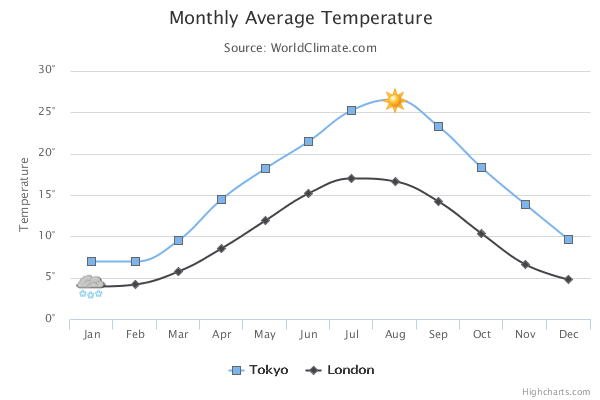 Monthly Average Temperature
Source: WorldClimate.com
Temperature
30°
25°
20°
15°
10°
5°
0°
Jan Feb Mar Apr May Jun Jul Aug Sep Oct Nov Dec
Tokyo London
Highcharts.com